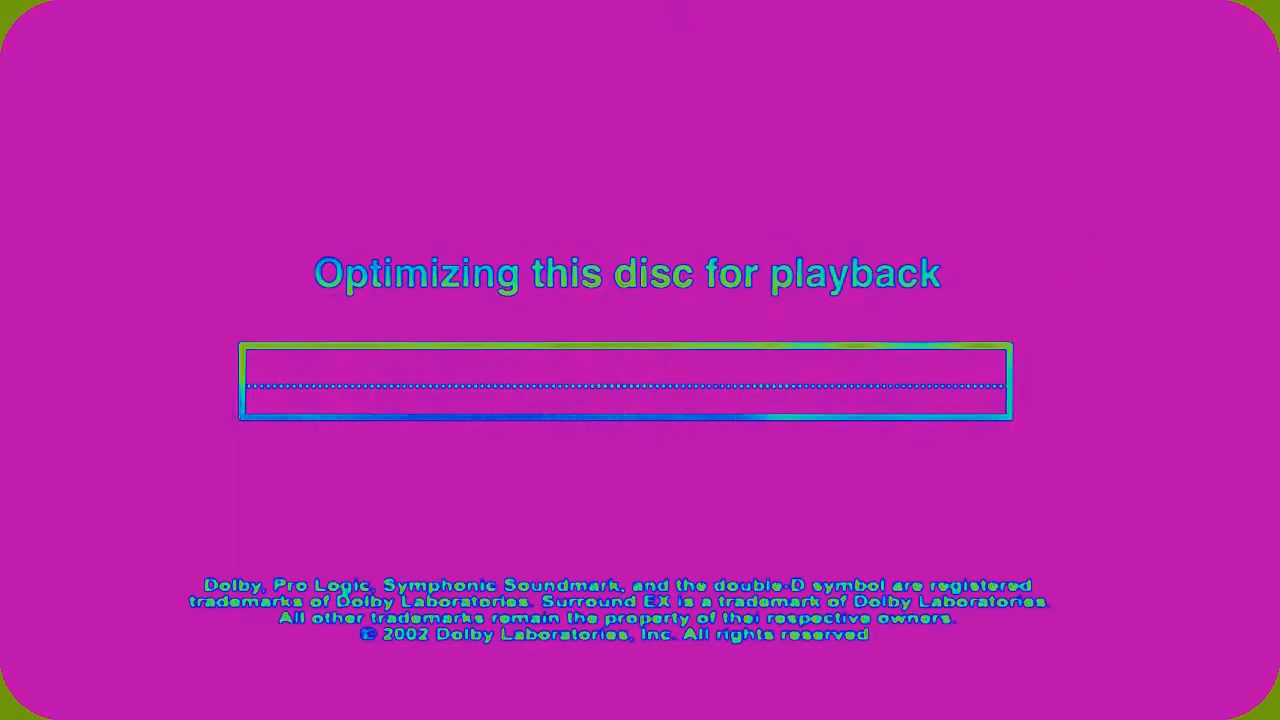 Optimizing this disc for playback
Dolby, Pro Logic, Symphonic Soundmark, and the double-D symbol are registered
trademarks of Dolby Laboratories. Surround EX is a trademark of Dolby Laboratories.
All other trademarks remain the property of thei respective owners.
© 2002 Dolby Laboratories, Inc. All rights reserved